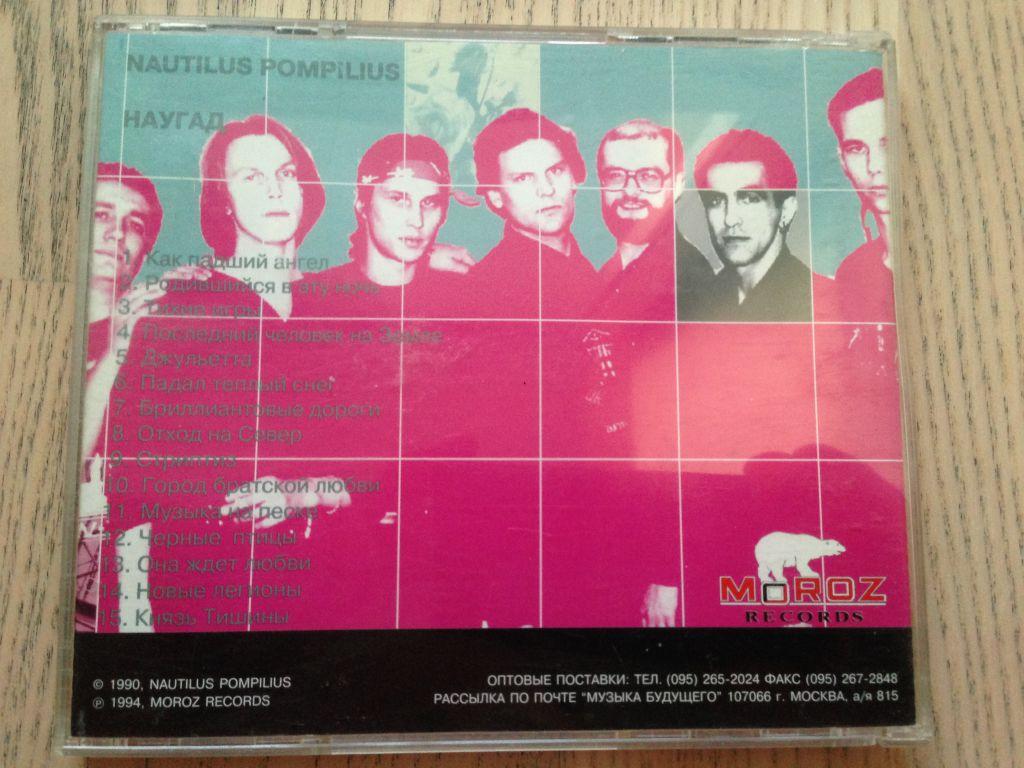 NAUTILUS POMPiLIUS
НАУГАД
1. Как падший ангел
2. Родившийся в эту ночь
3. Тихие игры
4. Последний человек на Земле
5. Джульетта
6. Падал теплый снег
7. Бриллиантовые дороги
8. Отход на Север
9. Стриптиз
10. Город братской любви
11. Музыка на песке
12. Черные птицы
13. Она ждет любви
14. Новые легионы
15. Князь Тишины
MOROZ
RECORDS
© 1990, NAUTILUS POMPILIUS
℗ 1994, MOROZ RECORDS
ОПТОВЫЕ ПОСТАВКИ: ТЕЛ. (095) 265-2024 ФАКС (095) 267-2848
РАССЫЛКА ПО ПОЧТЕ "МУЗЫКА БУДУЩЕГО" 107066 г. МОСКВА, а/я 815